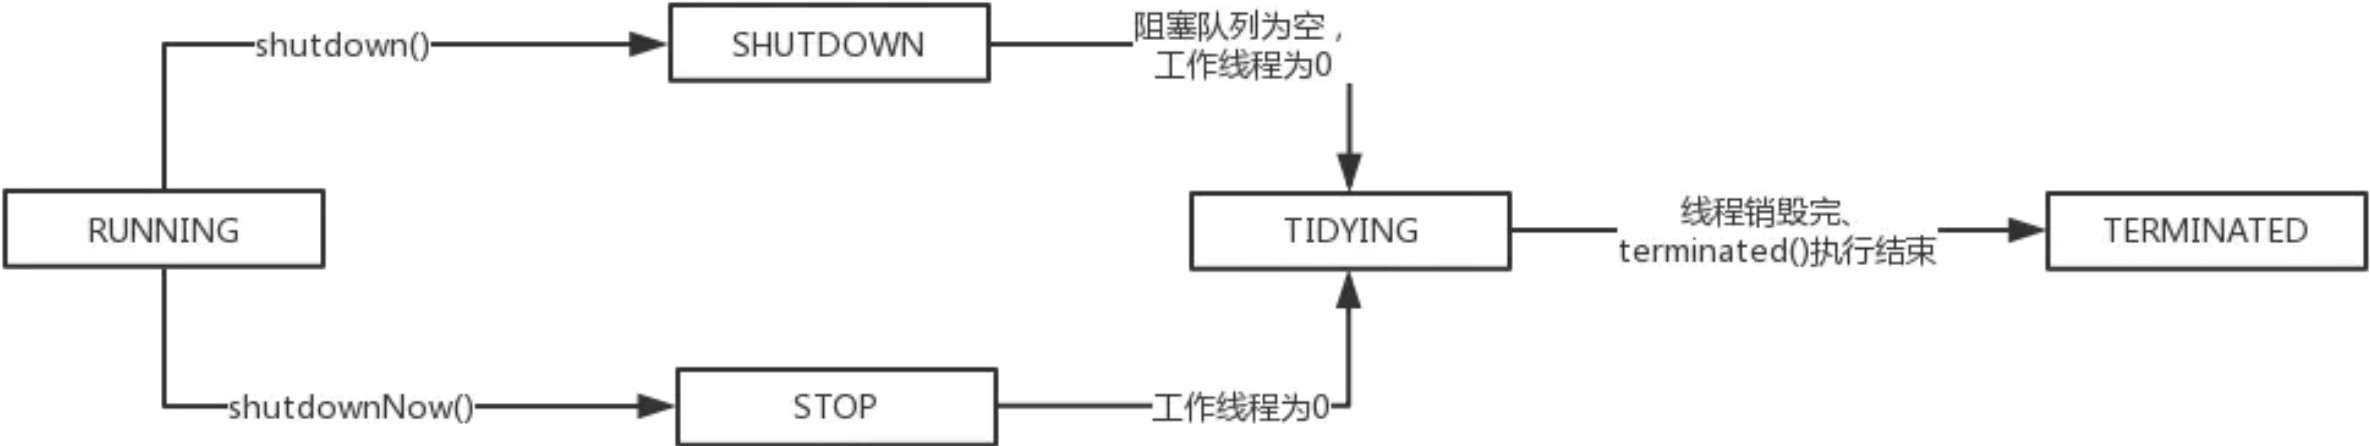 shutdown()
SHUTDOWN
阻塞队列为空，
工作线程为0
RUNNING
TIDYING
线程销毁完、
terminated()执行结束
TERMINATED
shutdownNow()
STOP
工作线程为0